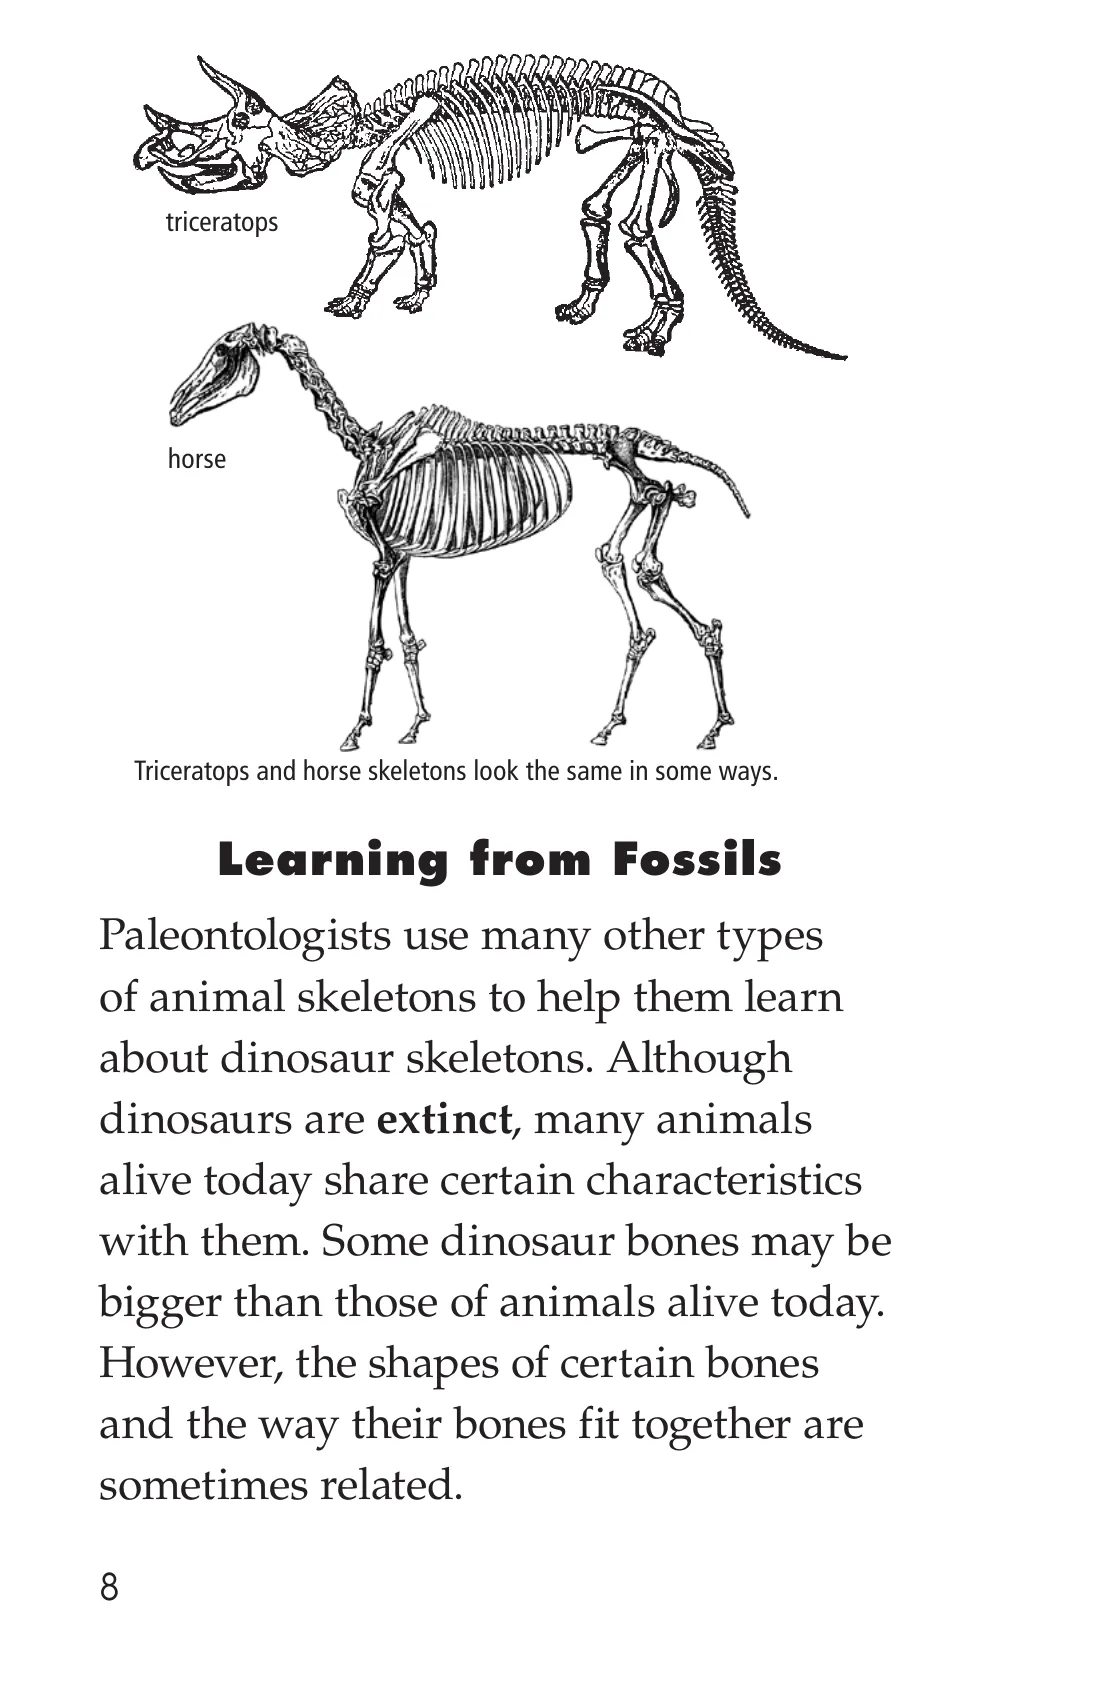 triceratops
horse
Triceratops and horse skeletons look the same in some ways.
Learning from Fossils
Paleontologists use many other types
of animal skeletons to help them learn
about dinosaur skeletons. Although
dinosaurs are extinct, many animals
alive today share certain characteristics
with them. Some dinosaur bones may be
bigger than those of animals alive today.
However, the shapes of certain bones
and the way their bones fit together are
sometimes related.
8